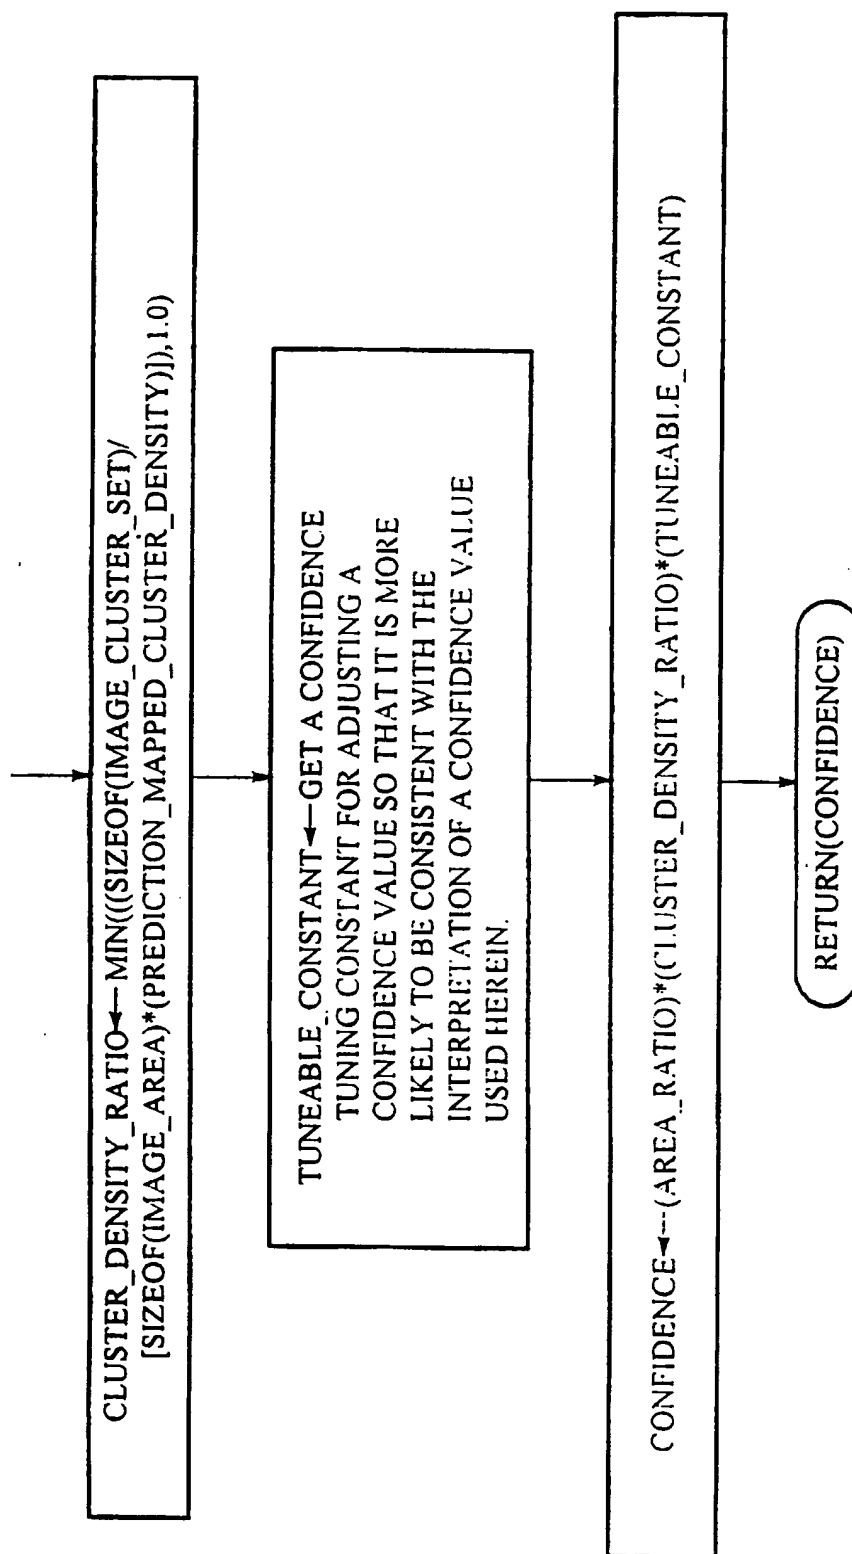 CLUSTER_DENSITY_RATIO←MIN(((SIZEOF(IMAGE_CLUSTER_SET)/
[SIZEOF(IMAGE_AREA)*(PREDICTION_MAPPED_CLUSTER_DENSITY)]),1.0)
TUNEABLE_CONSTANT←GET A CONFIDENCE
TUNING CONSTANT FOR ADJUSTING A
CONFIDENCE VALUE SO THAT IT IS MORE
LIKELY TO BE CONSISTENT WITH THE
INTERPRETATION OF A CONFIDENCE VALUE
USED HEREIN.
CONFIDENCE←(AREA_RATIO)*(CLUSTER_DENSITY_RATIO)*(TUNEABLE_CONSTANT)
RETURN(CONFIDENCE)